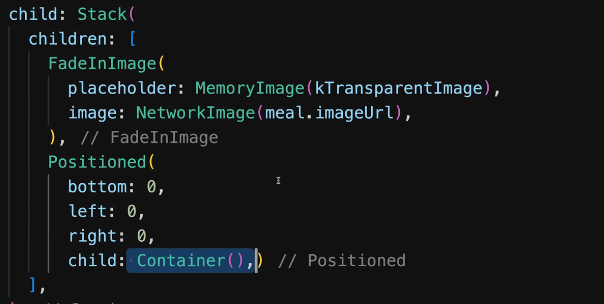 child: Stack(
children: [
FadeInImage(
placeholder: MemoryImage(kTransparentImage),
image: NetworkImage(meal.imageUrl),
), // FadeInImage
Positioned(
bottom: 0,
left: 0,
right: 0,
child: Container(),) // Positioned
],